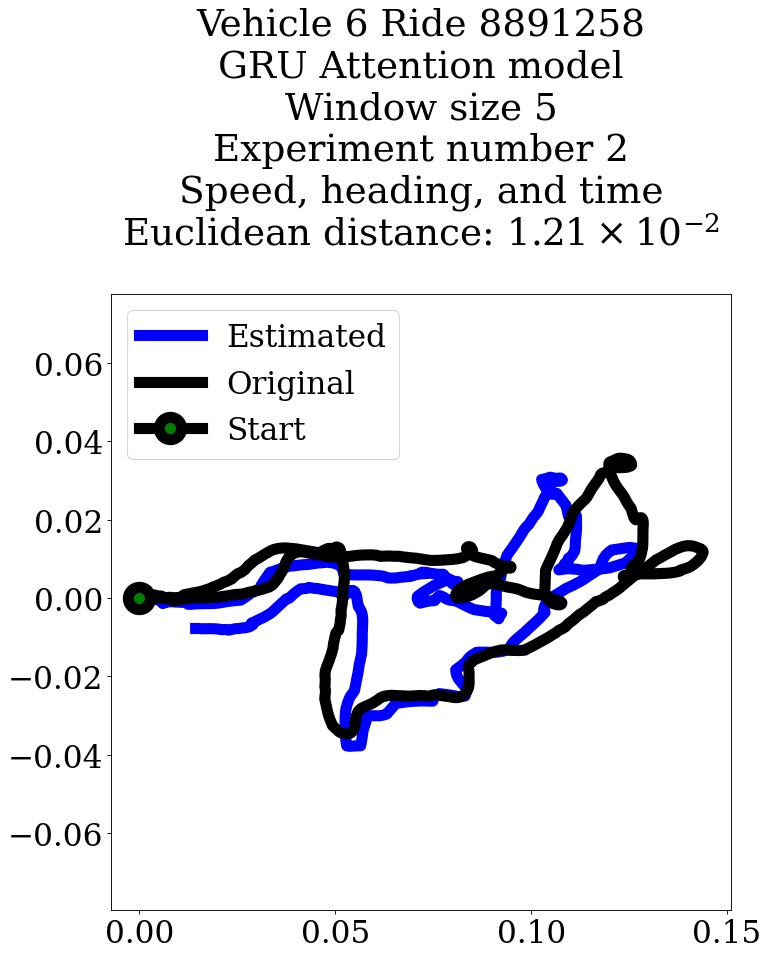 Vehicle 6 Ride 8891258
GRU Attention model
Window size 5
Experiment number 2
Speed, heading, and time
Euclidean distance: 1.21 × 10⁻²
Estimated
Original
Start
0.06
0.04
0.02
0.00
−0.02
−0.04
−0.06
0.00 0.05 0.10 0.15